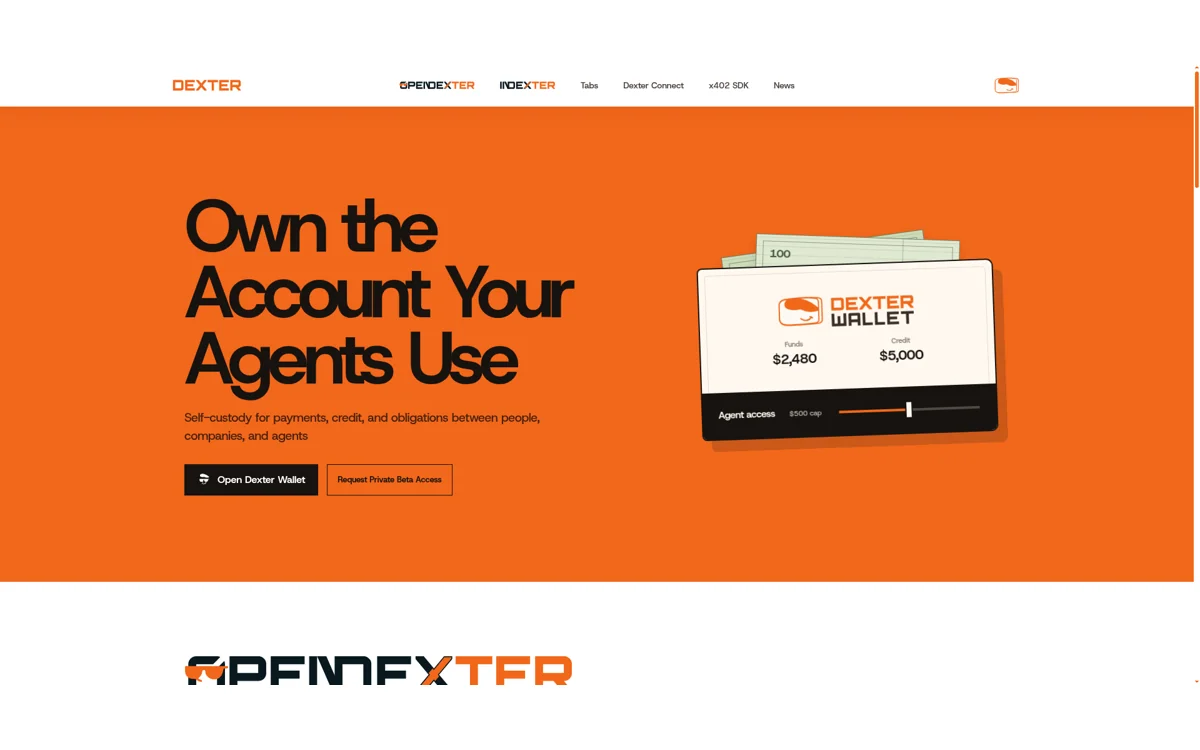 DEXTER
OPENDEXTER
INDEXTER
Tabs
Dexter Connect
x402 SDK
News
Own the
Account Your
Agents Use
Self-custody for payments, credit, and obligations between people,
companies, and agents
Open Dexter Wallet
Request Private Beta Access
100
DEXTER
WALLET
Funds
$2,480
Credit
$5,000
Agent access
$500 cap
OPENDEXTER